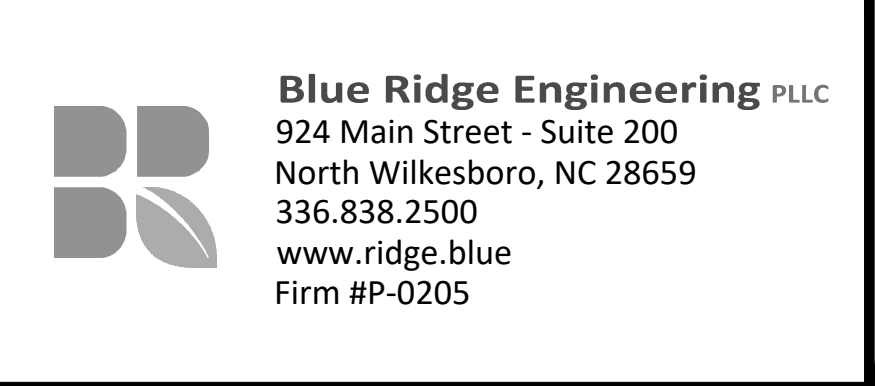 Blue Ridge Engineering PLLC
924 Main Street - Suite 200
North Wilkesboro, NC 28659
336.838.2500
www.ridge.blue
Firm #P-0205